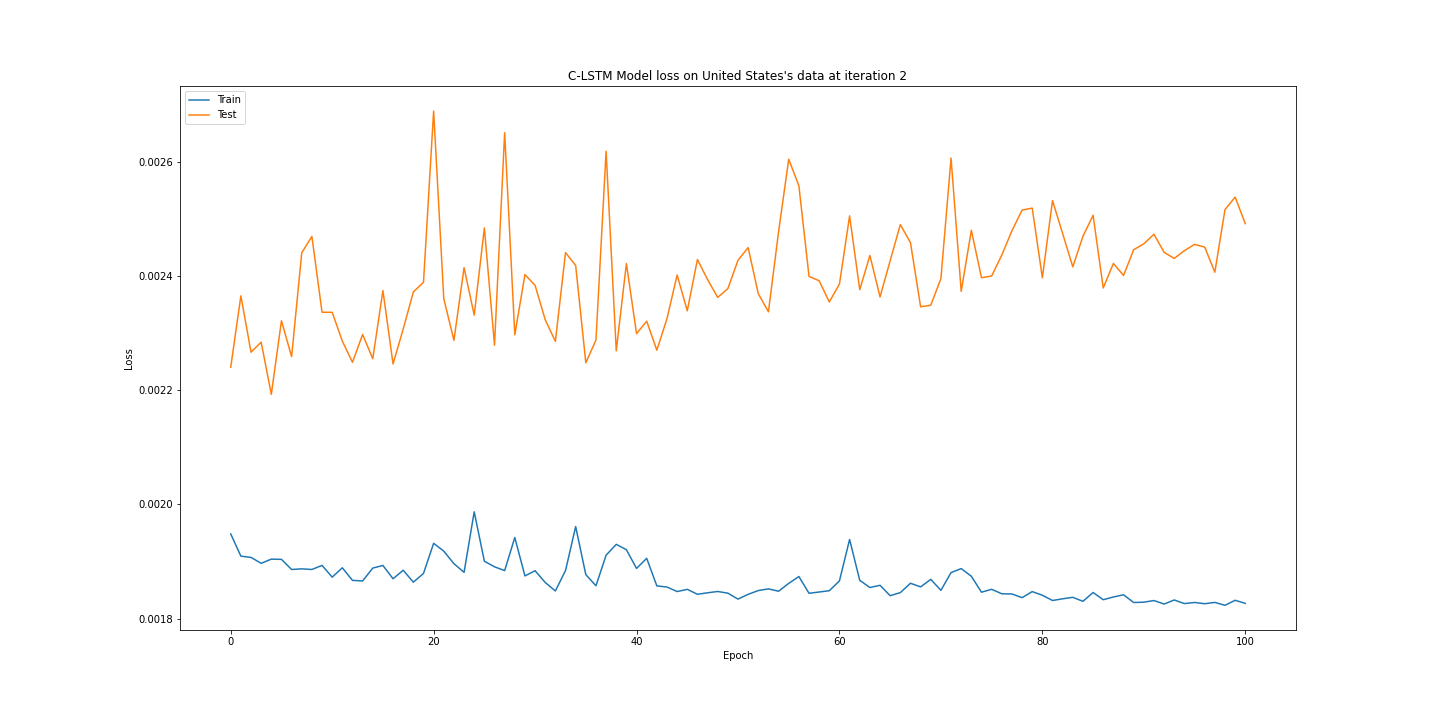 C-LSTM Model loss on United States's data at iteration 2
Train
Test
0.0026
0.0024
0.0022
0.0020
0.0018
Loss
0 20 40 60 80 100
Epoch